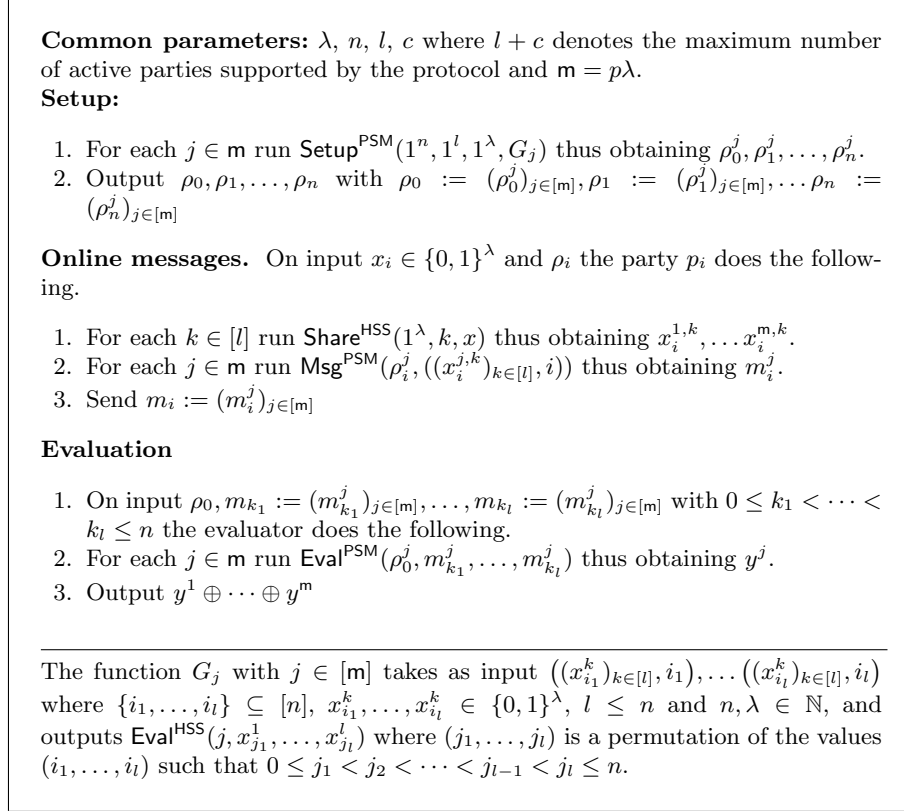 Common parameters: λ, n, l, c where l + c denotes the maximum number
of active parties supported by the protocol and m = pλ.
Setup:
1. For each j ∈ m run Setup^PSM(1^n, 1^l, 1^λ, G_j) thus obtaining ρ_0^j, ρ_1^j, . . . , ρ_n^j.
2. Output ρ_0, ρ_1, . . . , ρ_n with ρ_0 := (ρ_0^j)_{j∈[m]}, ρ_1 := (ρ_1^j)_{j∈[m]}, . . . ρ_n :=
(ρ_n^j)_{j∈[m]}
Online messages. On input x_i ∈ {0, 1}^λ and ρ_i the party p_i does the follow-
ing.
1. For each k ∈ [l] run Share^HSS(1^λ, k, x) thus obtaining x_i^{1,k}, . . . x_i^{m,k}.
2. For each j ∈ m run Msg^PSM(ρ_i^j, ((x_i^{j,k})_{k∈[l]}, i)) thus obtaining m_i^j.
3. Send m_i := (m_i^j)_{j∈[m]}
Evaluation
1. On input ρ_0, m_{k_1} := (m_{k_1}^j)_{j∈[m]}, . . . , m_{k_l} := (m_{k_l}^j)_{j∈[m]} with 0 ≤ k_1 < · · · <
k_l ≤ n the evaluator does the following.
2. For each j ∈ m run Eval^PSM(ρ_0^j, m_{k_1}^j, . . . , m_{k_l}^j) thus obtaining y^j.
3. Output y^1 ⊕ · · · ⊕ y^m
The function G_j with j ∈ [m] takes as input ((x_{i_1}^k)_{k∈[l]}, i_1), . . . ((x_{i_l}^k)_{k∈[l]}, i_l)
where {i_1, . . . , i_l} ⊆ [n], x_{i_1}^k, . . . , x_{i_l}^k ∈ {0, 1}^λ, l ≤ n and n, λ ∈ ℕ, and
outputs Eval^HSS(j, x_{j_1}^1, . . . , x_{j_l}^l) where (j_1, . . . , j_l) is a permutation of the values
(i_1, . . . , i_l) such that 0 ≤ j_1 < j_2 < · · · < j_{l−1} < j_l ≤ n.